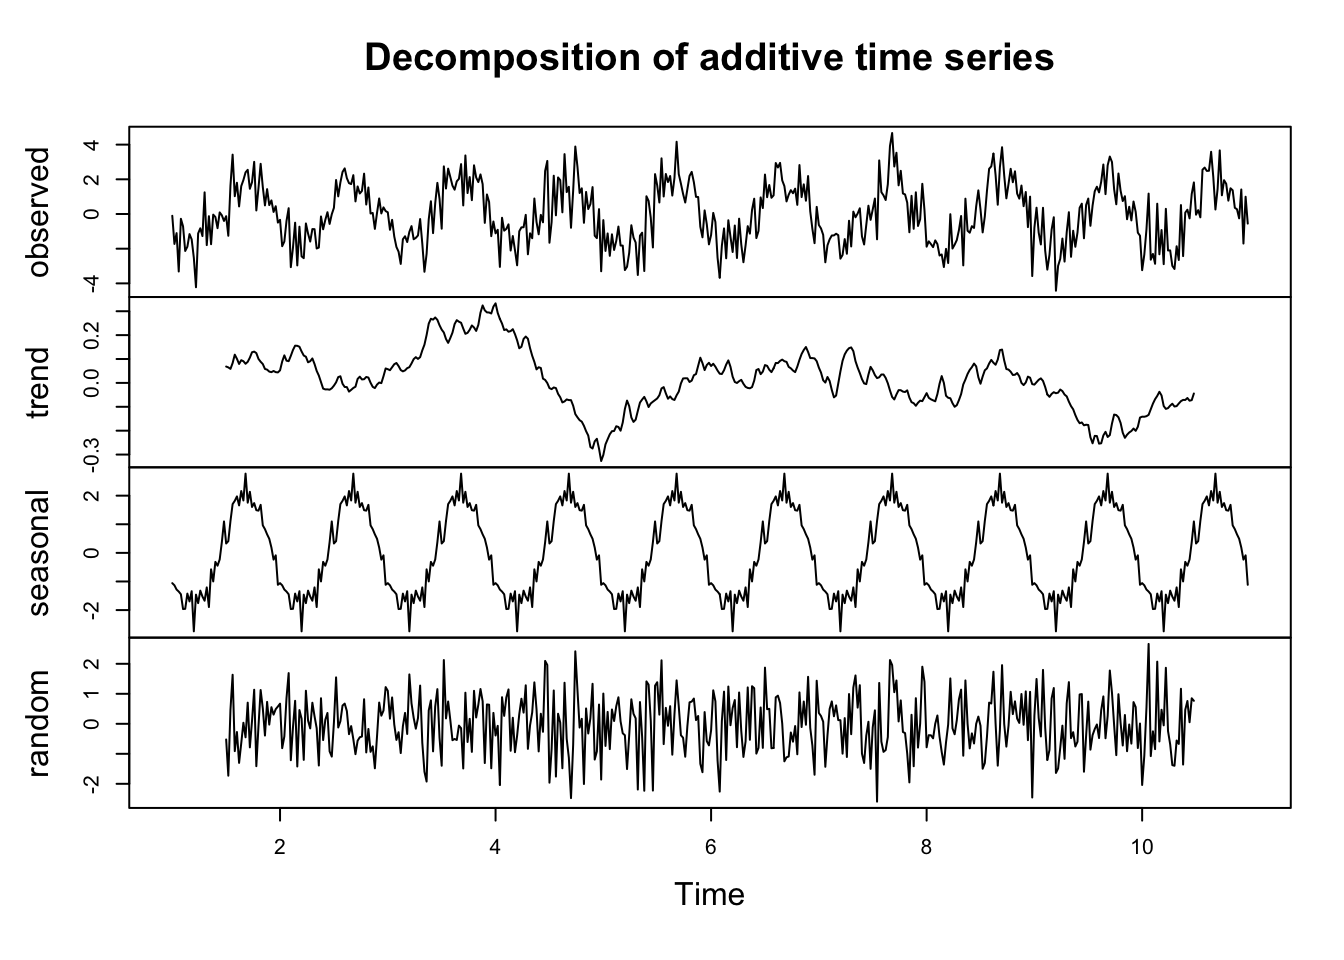 Decomposition of additive time series
observed
4
2
0
-4
trend
0.2
0.0
-0.3
seasonal
2
0
-2
random
2
1
0
-2
2 4 6 8 10
Time